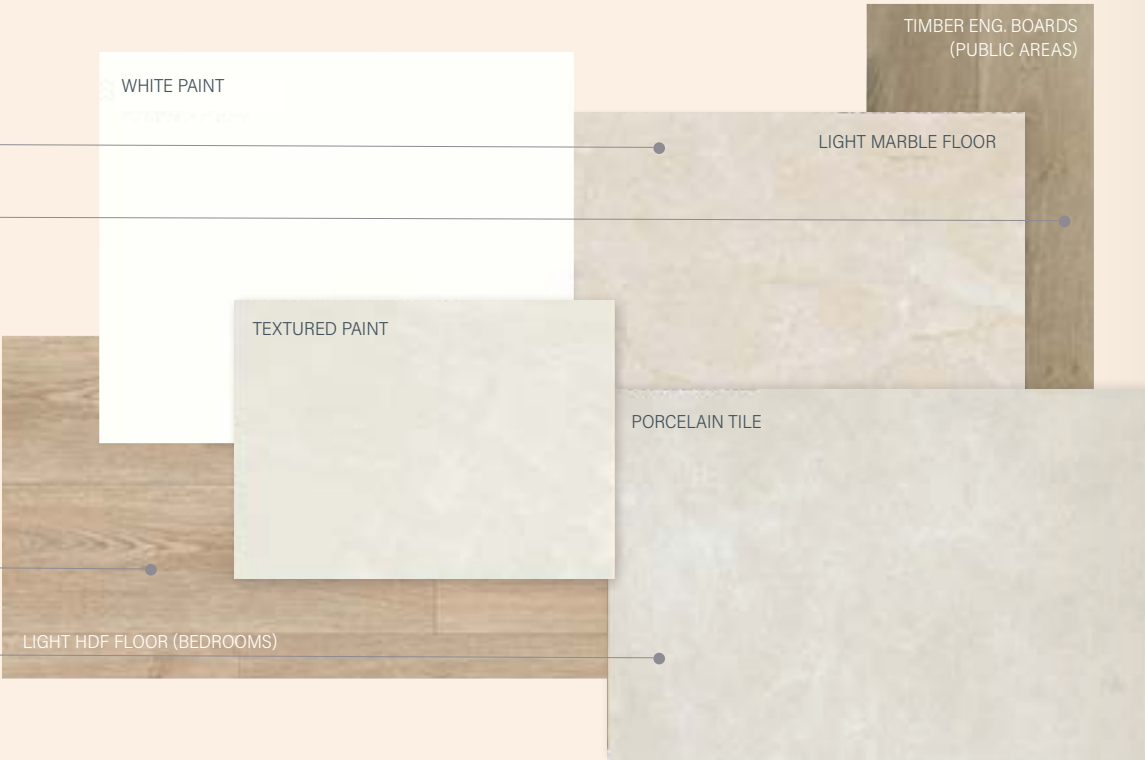 TIMBER ENG. BOARDS
(PUBLIC AREAS)
WHITE PAINT
LIGHT MARBLE FLOOR
TEXTURED PAINT
PORCELAIN TILE
LIGHT HDF FLOOR (BEDROOMS)